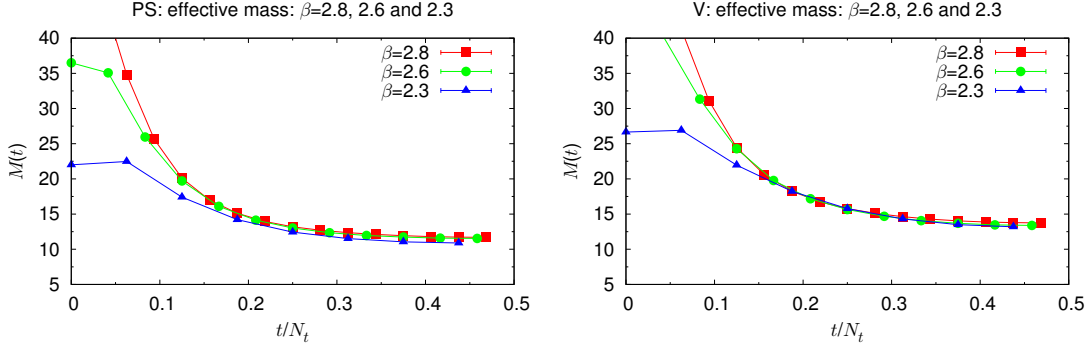 PS: effective mass: β=2.8, 2.6 and 2.3
40
35
30
25
20
15
10
5
M(t)
β=2.8
β=2.6
β=2.3
0 0.1 0.2 0.3 0.4 0.5
t/N_t
V: effective mass: β=2.8, 2.6 and 2.3
40
35
30
25
20
15
10
5
M(t)
β=2.8
β=2.6
β=2.3
0 0.1 0.2 0.3 0.4 0.5
t/N_t